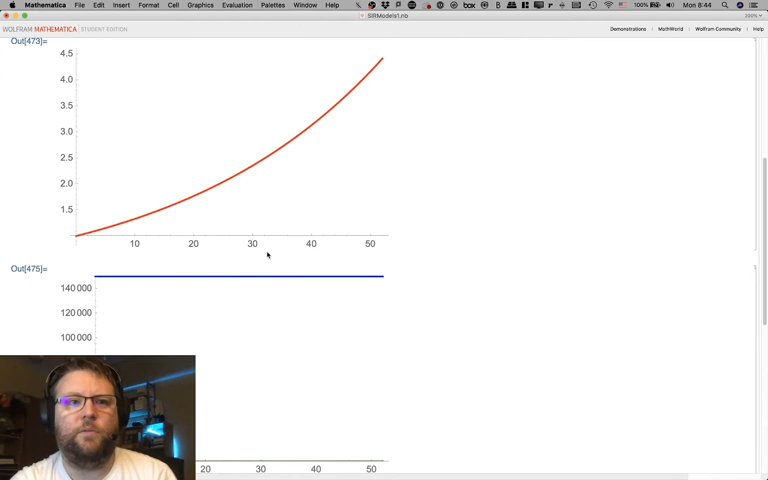 Mathematica File Edit Insert Format Cell Graphics Evaluation Palettes Window Help 100% Mon 8:44
SIRModels1.nb
200%
WOLFRAM MATHEMATICA | STUDENT EDITION Demonstrations | MathWorld | Wolfram Community | Help
Out[473]=
4.5
4.0
3.5
3.0
2.5
2.0
1.5
10 20 30 40 50
Out[475]=
140 000
120 000
100 000
20 30 40 50